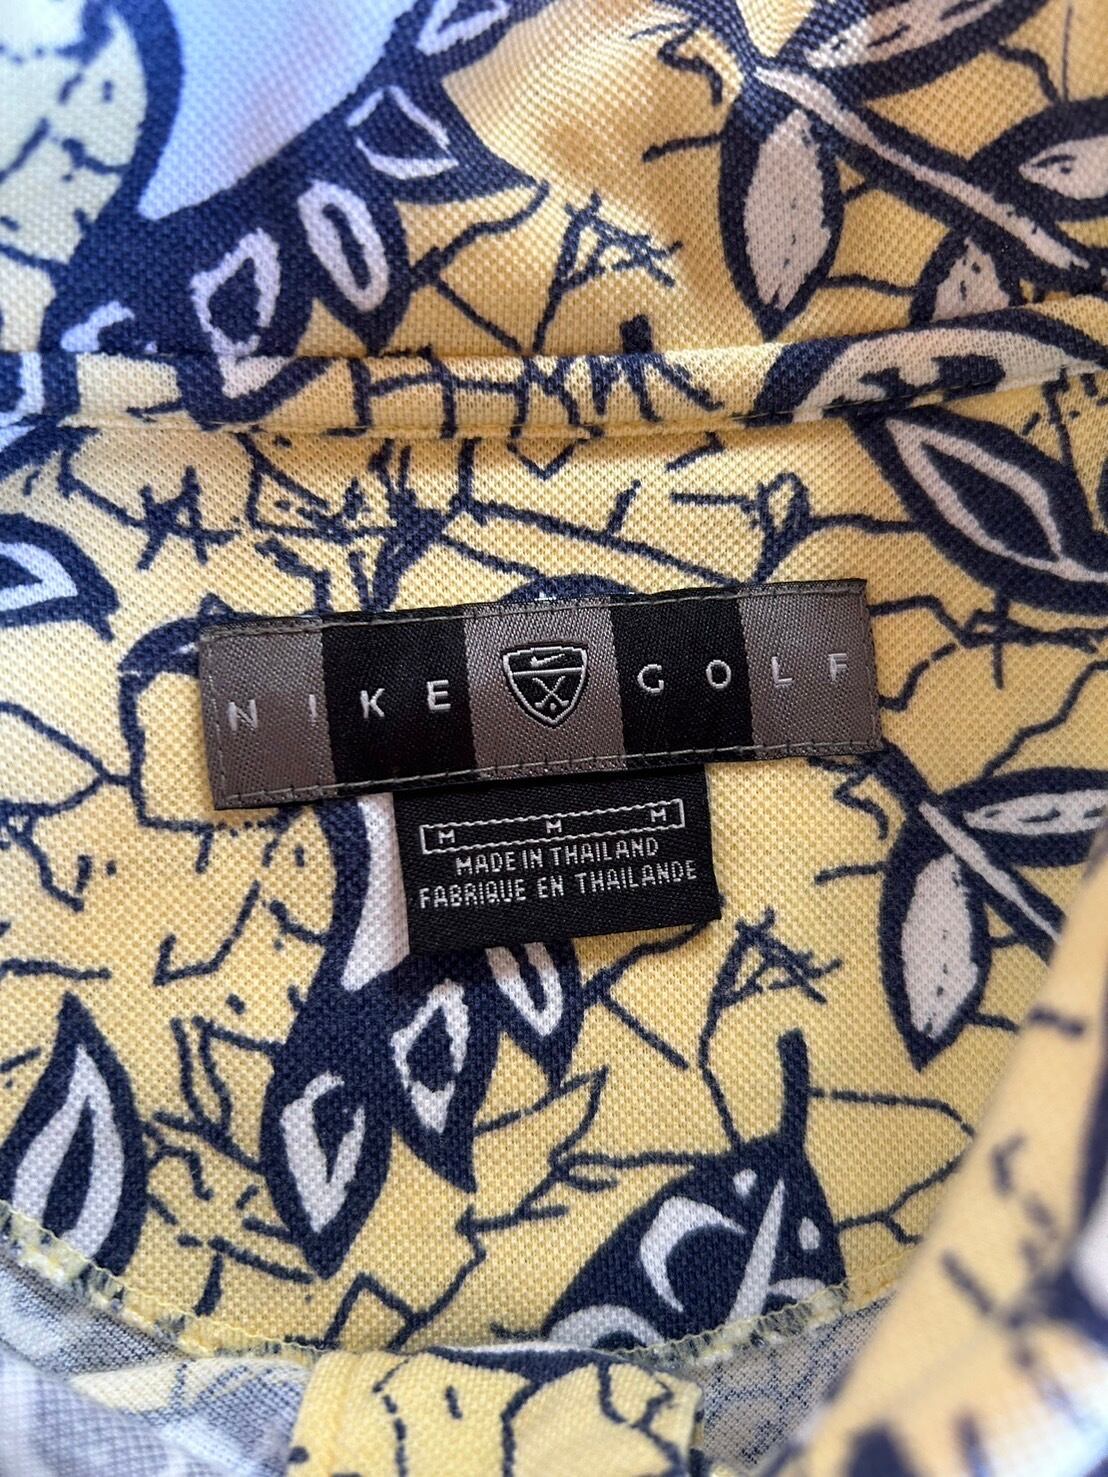 NIKE GOLF
M M M
MADE IN THAILAND
FABRIQUE EN THAILANDE